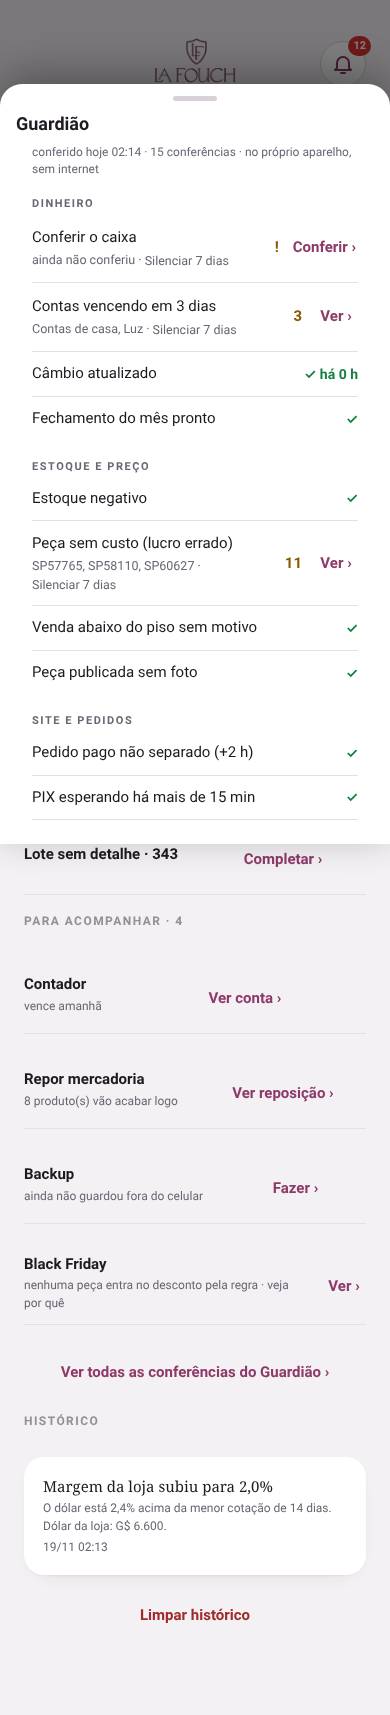 LF
LA FOUCH
12
Guardião
conferido hoje 02:14 · 15 conferências · no próprio aparelho,
sem internet
DINHEIRO
Conferir o caixa
ainda não conferiu · Silenciar 7 dias
! Conferir ›
Contas vencendo em 3 dias
Contas de casa, Luz · Silenciar 7 dias
3 Ver ›
Câmbio atualizado
✓ há 0 h
Fechamento do mês pronto
✓
ESTOQUE E PREÇO
Estoque negativo
✓
Peça sem custo (lucro errado)
SP57765, SP58110, SP60627 ·
Silenciar 7 dias
11 Ver ›
Venda abaixo do piso sem motivo
✓
Peça publicada sem foto
✓
SITE E PEDIDOS
Pedido pago não separado (+2 h)
✓
PIX esperando há mais de 15 min
✓
Lote sem detalhe · 343
Completar ›
PARA ACOMPANHAR · 4
Contador
vence amanhã
Ver conta ›
Repor mercadoria
8 produto(s) vão acabar logo
Ver reposição ›
Backup
ainda não guardou fora do celular
Fazer ›
Black Friday
nenhuma peça entra no desconto pela regra · veja
por quê
Ver ›
Ver todas as conferências do Guardião ›
HISTÓRICO
Margem da loja subiu para 2,0%
O dólar está 2,4% acima da menor cotação de 14 dias.
Dólar da loja: G$ 6.600.
19/11 02:13
Limpar histórico